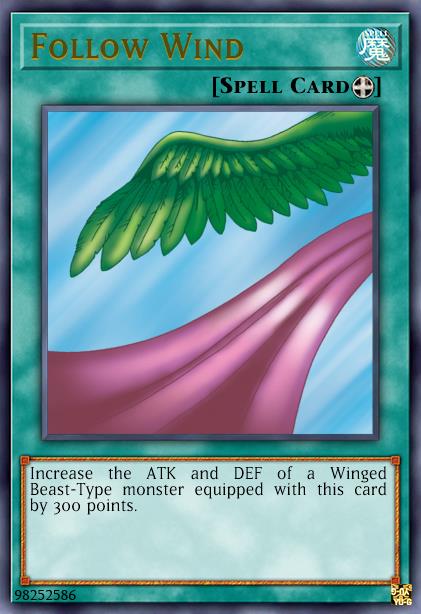 Follow Wind
SPELL
魔
[Spell Card]
Increase the ATK and DEF of a Winged
Beast-Type monster equipped with this card
by 300 points.
98252586